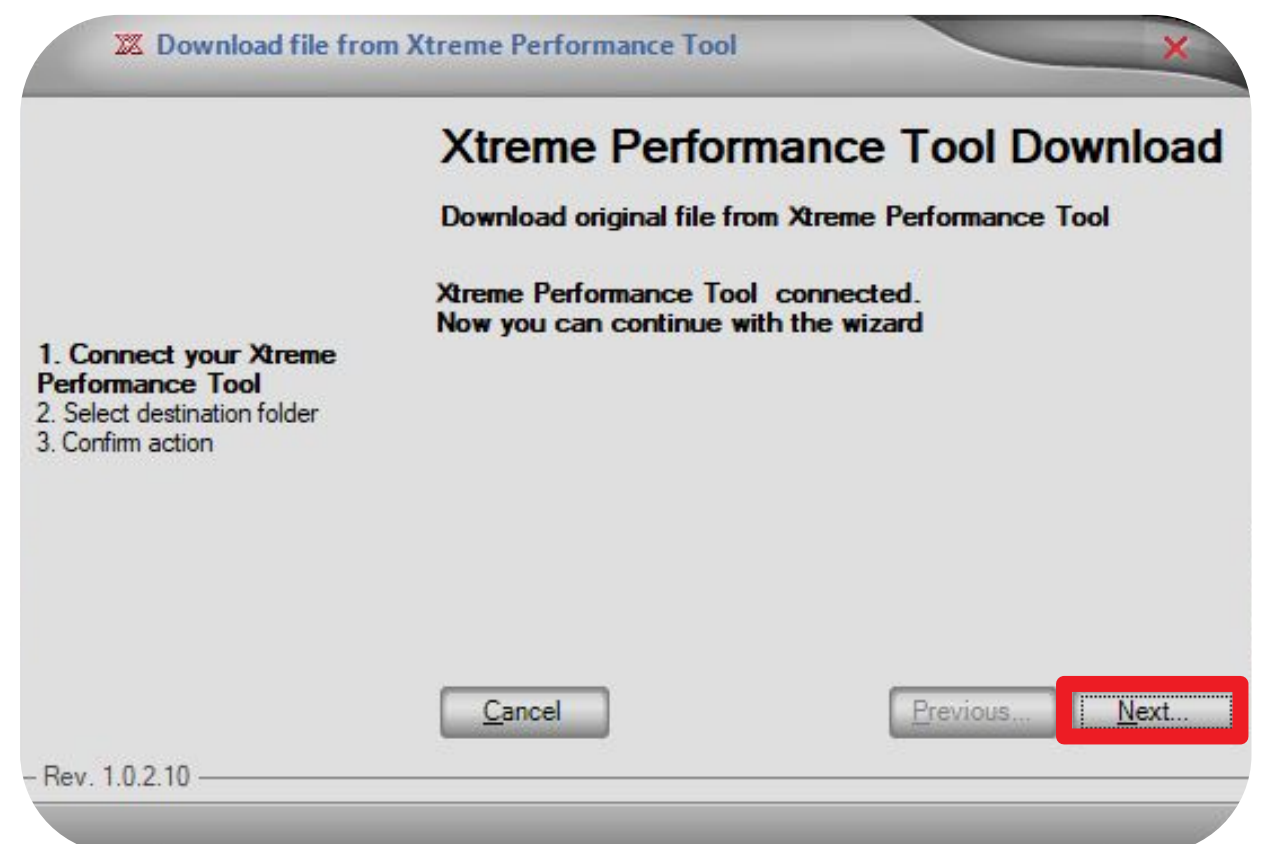 Download file from Xtreme Performance Tool
Xtreme Performance Tool Download
Download original file from Xtreme Performance Tool
Xtreme Performance Tool connected.
Now you can continue with the wizard
1. Connect your Xtreme
Performance Tool
2. Select destination folder
3. Confirm action
Cancel
Previous...
Next...
Rev. 1.0.2.10